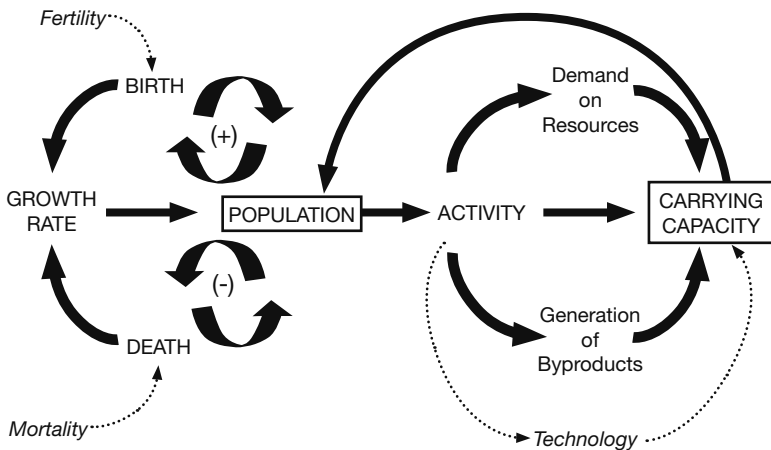 Fertility
BIRTH
(+)
Demand
on
Resources
GROWTH
RATE
POPULATION
ACTIVITY
CARRYING
CAPACITY
(-)
DEATH
Generation
of
Byproducts
Mortality
Technology